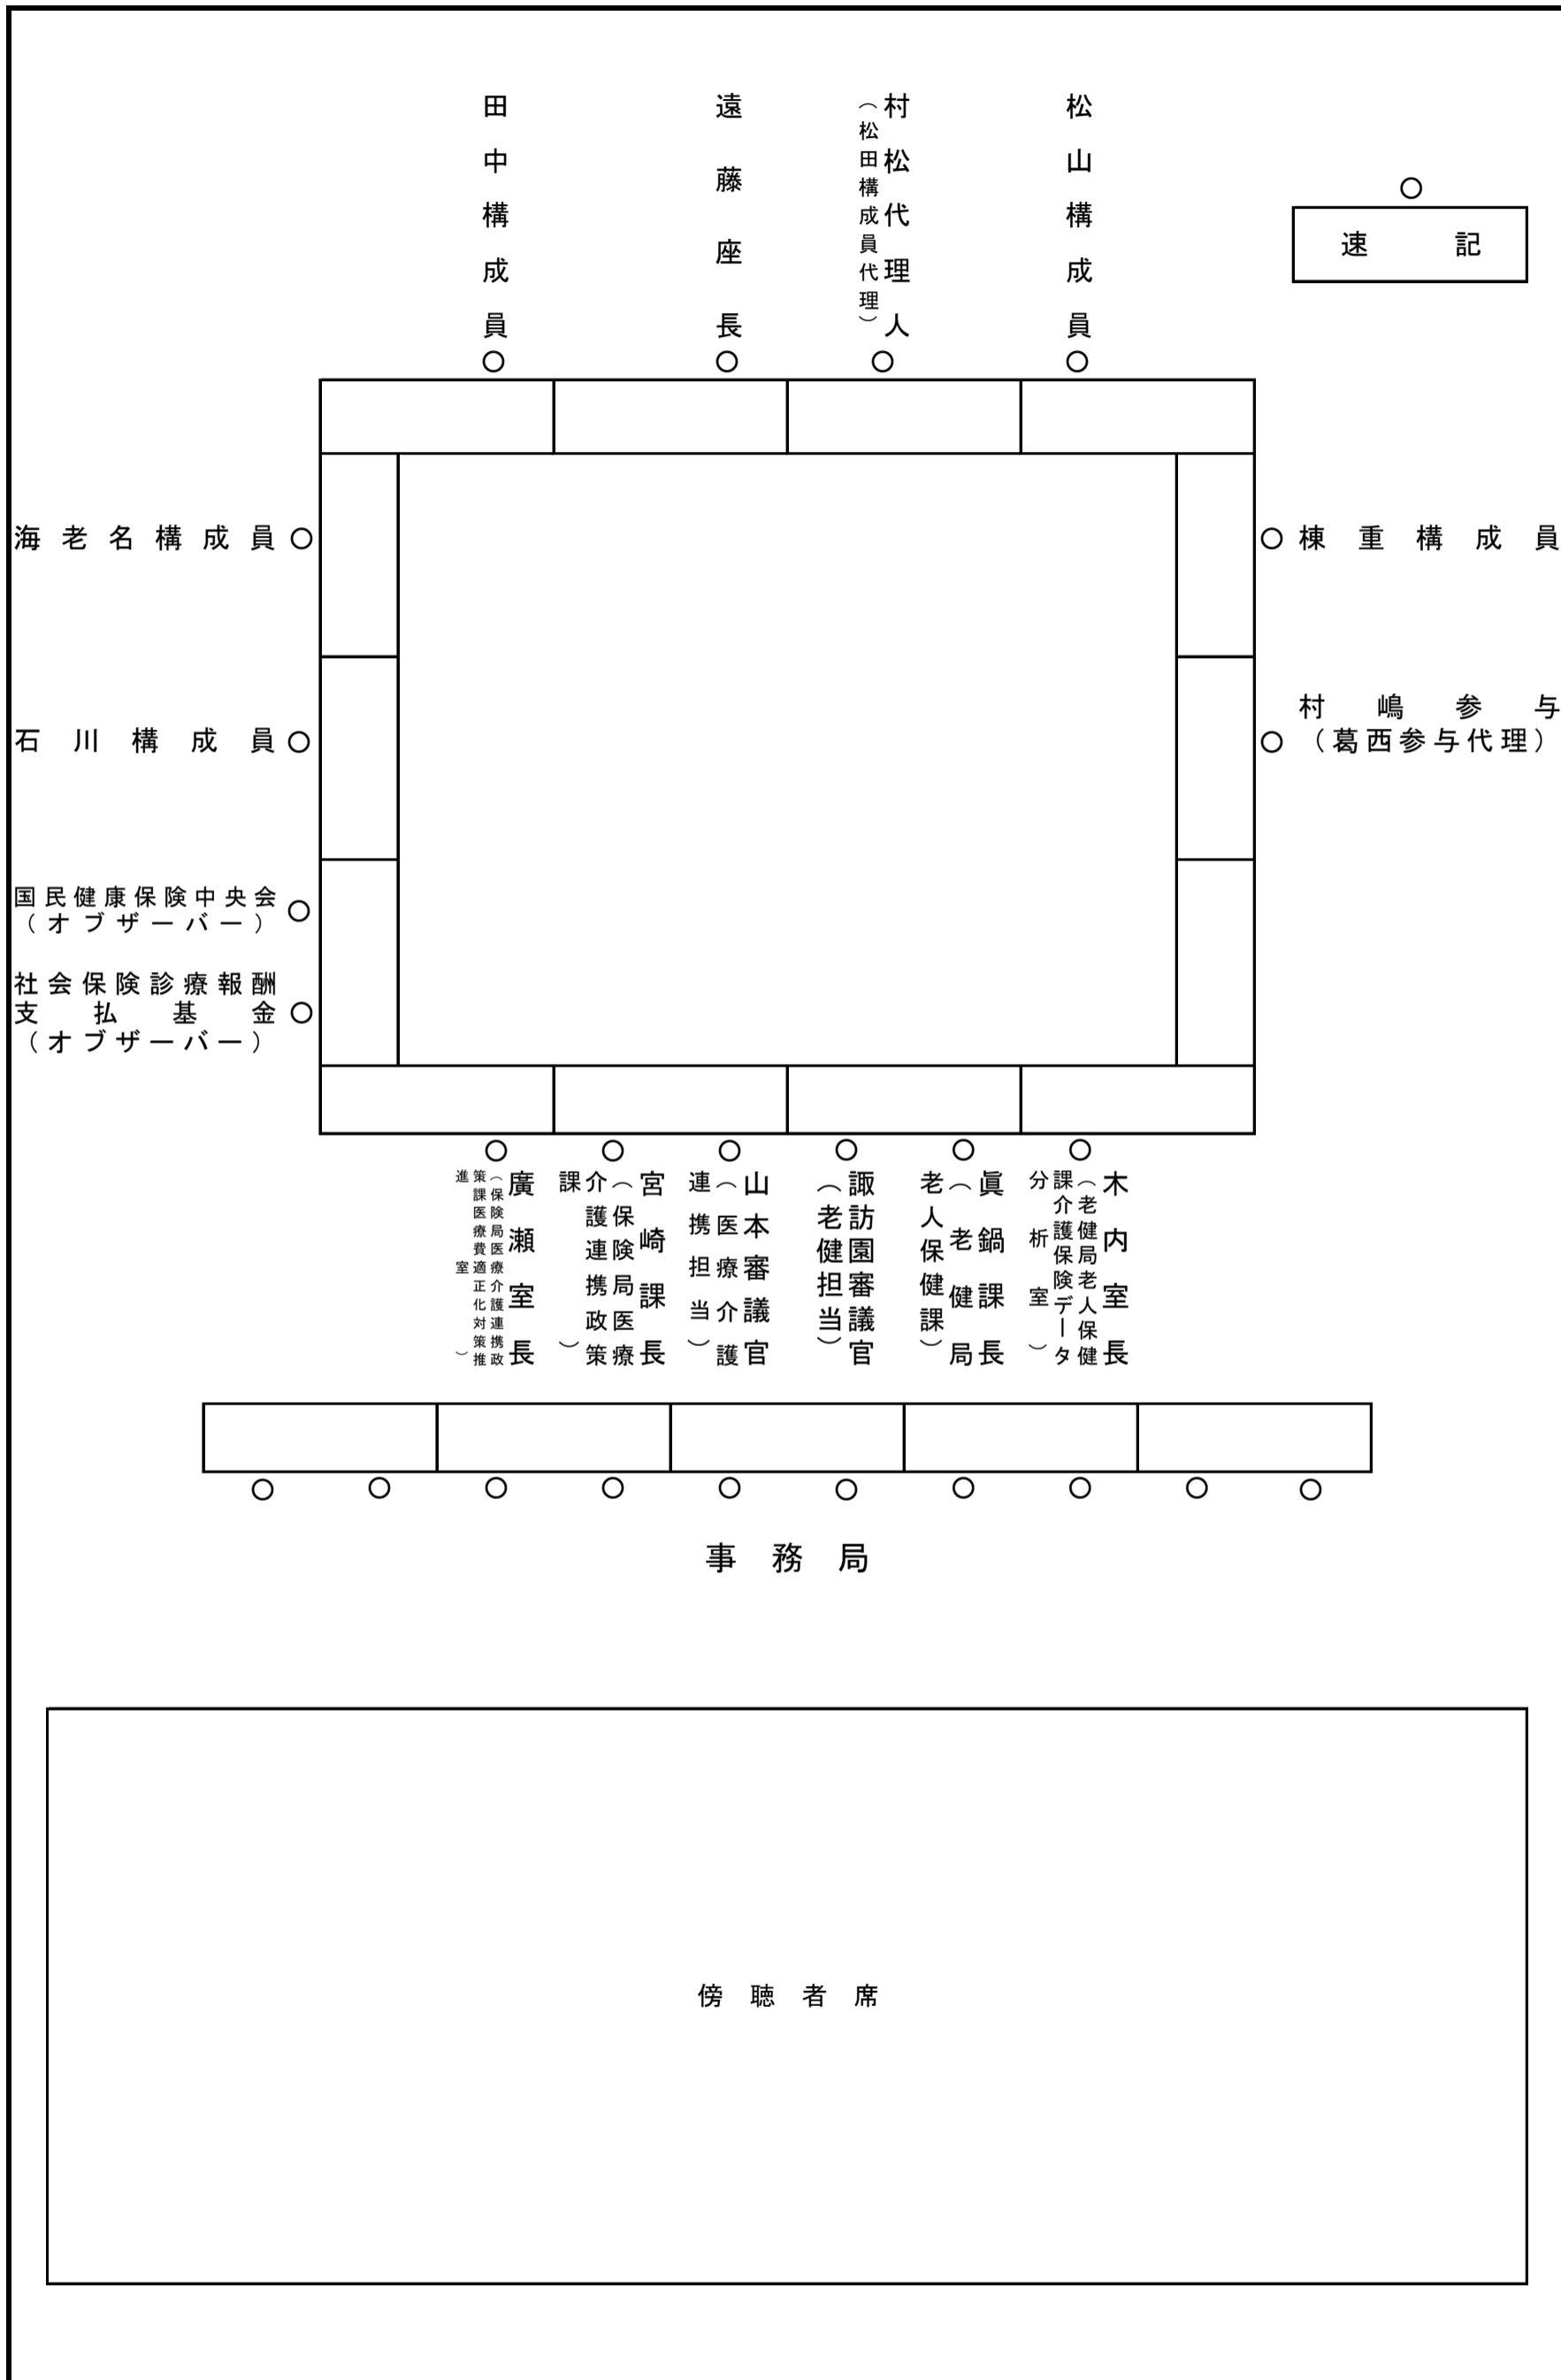 田中構成員
遠藤座長
村松代理人
（松田構成員代理）
松山構成員
速記
海老名構成員
棟重構成員
石川構成員
村嶋参与
（葛西参与代理）
国民健康保険中央会
（オブザーバー）
社会保険診療報酬
支払基金
（オブザーバー）
廣瀬室長
（保険局医療介護連携政
策課医療費適正化対策推
進室）
宮崎課長
（保険局医療
介護連携政策
課）
山本審議官
（医療介護
連携担当）
諏訪園審議官
（老健担当）
眞鍋課長
（老健局
老人保健課）
木内室長
（老健局老人保健
課介護保険データ
分析室）
事務局
傍聴者席